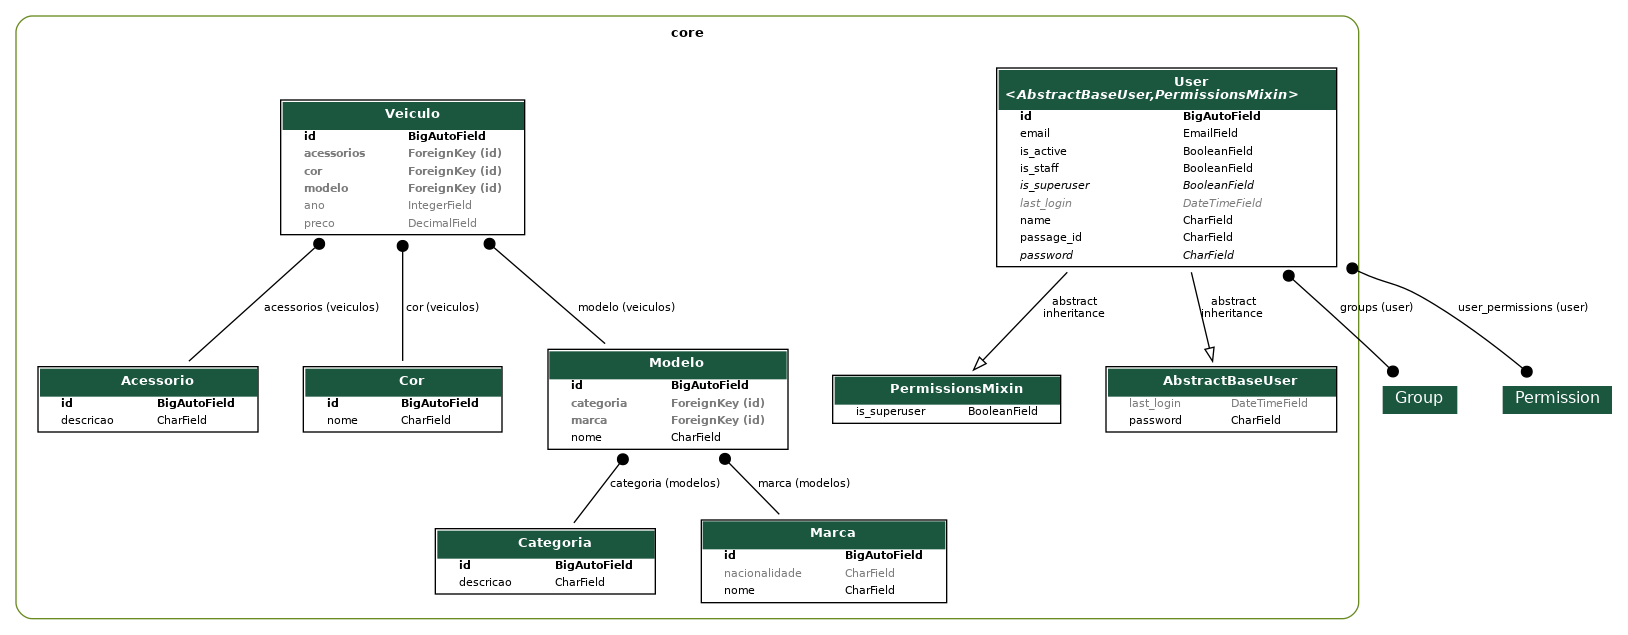 core
Veiculo
id BigAutoField
acessorios ForeignKey (id)
cor ForeignKey (id)
modelo ForeignKey (id)
ano IntegerField
preco DecimalField
User
<AbstractBaseUser,PermissionsMixin>
id BigAutoField
email EmailField
is_active BooleanField
is_staff BooleanField
is_superuser BooleanField
last_login DateTimeField
name CharField
passage_id CharField
password CharField
acessorios (veiculos)
cor (veiculos)
modelo (veiculos)
abstract
inheritance
abstract
inheritance
groups (user)
user_permissions (user)
Acessorio
id BigAutoField
descricao CharField
Cor
id BigAutoField
nome CharField
Modelo
id BigAutoField
categoria ForeignKey (id)
marca ForeignKey (id)
nome CharField
PermissionsMixin
is_superuser BooleanField
AbstractBaseUser
last_login DateTimeField
password CharField
Group
Permission
categoria (modelos)
marca (modelos)
Categoria
id BigAutoField
descricao CharField
Marca
id BigAutoField
nacionalidade CharField
nome CharField